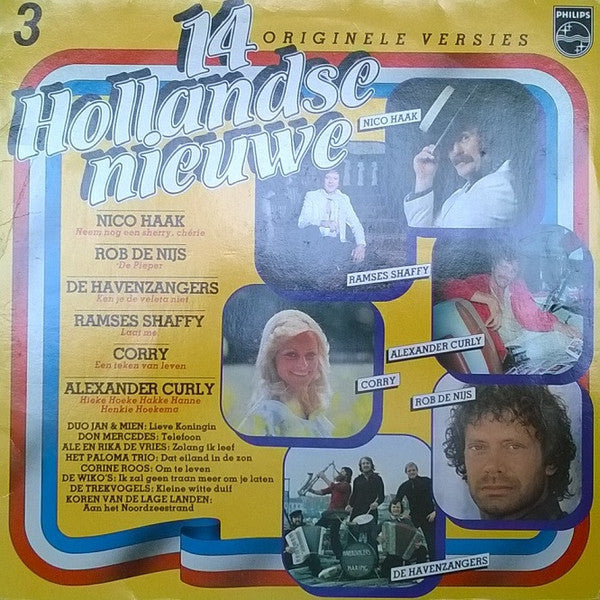 3
14
Hollandse
nieuwe
ORIGINELE VERSIES
PHILIPS
NICO HAAK
Neem nog een sherry, chérie
ROB DE NIJS
De Pieper
DE HAVENZANGERS
Ken je de veleta niet
RAMSES SHAFFY
Laat me
CORRY
Een teken van leven
ALEXANDER CURLY
Hieke Hoeke Hakke Hanne
Henkie Hoekema
DUO JAN & MIEN: Lieve Koningin
DON MERCEDES: Telefoon
ALE EN RIKA DE VRIES: Zolang ik leef
HET PALOMA TRIO: Dat eiland in de zon
CORINE ROOS: Om te leven
DE WIKO'S: Ik zal geen traan meer om je laten
DE TREKVOGELS: Kleine witte duif
KOREN VAN DE LAGE LANDEN:
Aan het Noordzeestrand
NICO HAAK
RAMSES SHAFFY
ALEXANDER CURLY
CORRY
ROB DE NIJS
DE HAVENZANGERS